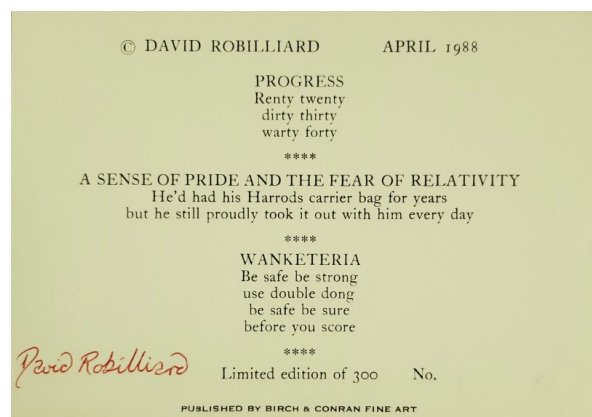 © DAVID ROBILLIARD APRIL 1988
PROGRESS
Renty twenty
dirty thirty
warty forty
****
A SENSE OF PRIDE AND THE FEAR OF RELATIVITY
He'd had his Harrods carrier bag for years
but he still proudly took it out with him every day
****
WANKETERIA
Be safe be strong
use double dong
be safe be sure
before you score
****
David Robilliard
Limited edition of 300 No.
PUBLISHED BY BIRCH & CONRAN FINE ART